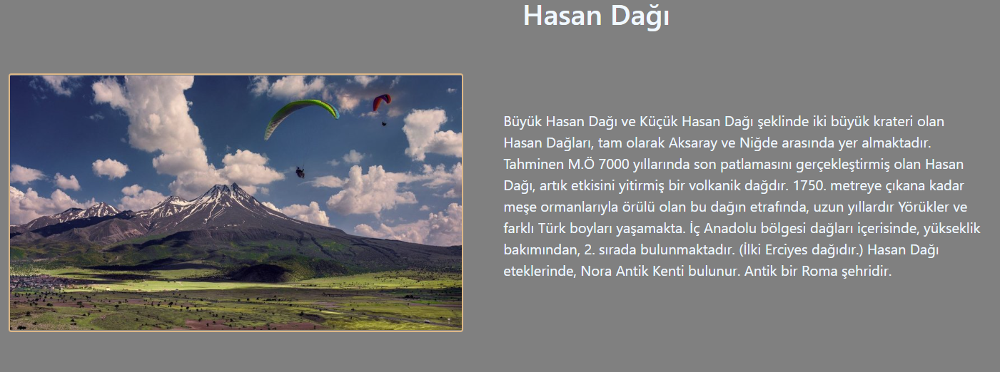 Hasan Dağı
Büyük Hasan Dağı ve Küçük Hasan Dağı şeklinde iki büyük krateri olan
Hasan Dağları, tam olarak Aksaray ve Niğde arasında yer almaktadır.
Tahminen M.Ö 7000 yıllarında son patlamasını gerçekleştirmiş olan Hasan
Dağı, artık etkisini yitirmiş bir volkanik dağdır. 1750. metreye çıkana kadar
meşe ormanlarıyla örülü olan bu dağın etrafında, uzun yıllardır Yörükler ve
farklı Türk boyları yaşamakta. İç Anadolu bölgesi dağları içerisinde, yükseklik
bakımından, 2. sırada bulunmaktadır. (İlki Erciyes dağıdır.) Hasan Dağı
eteklerinde, Nora Antik Kenti bulunur. Antik bir Roma şehridir.